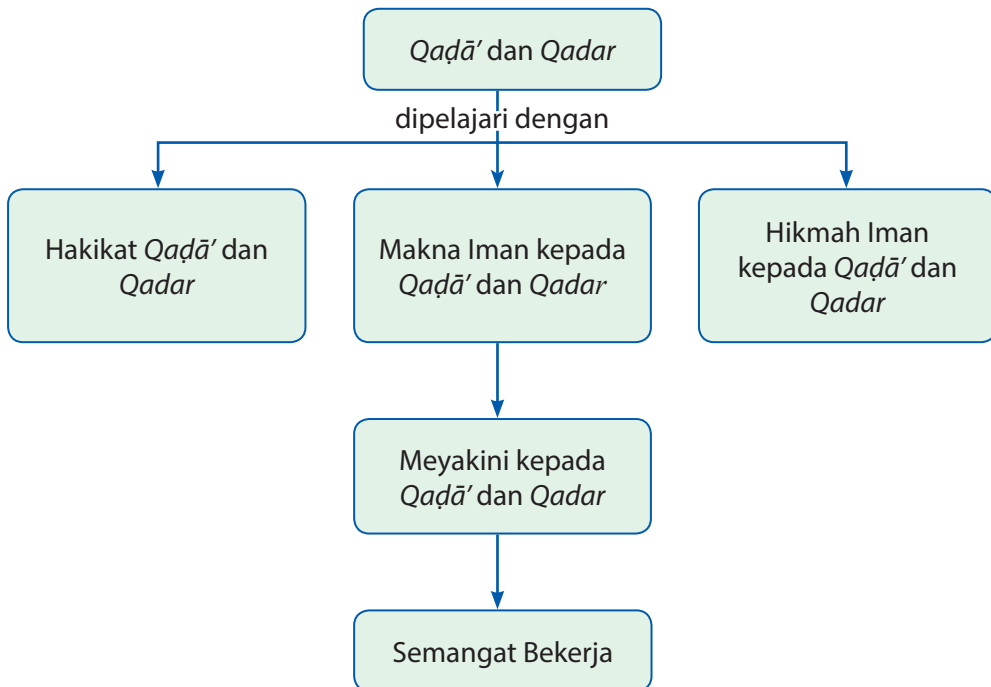 Qaḍā’ dan Qadar
dipelajari dengan
Hakikat Qaḍā’ dan
Qadar
Makna Iman kepada
Qaḍā’ dan Qadar
Hikmah Iman
kepada Qaḍā’ dan
Qadar
Meyakini kepada
Qaḍā’ dan Qadar
Semangat Bekerja